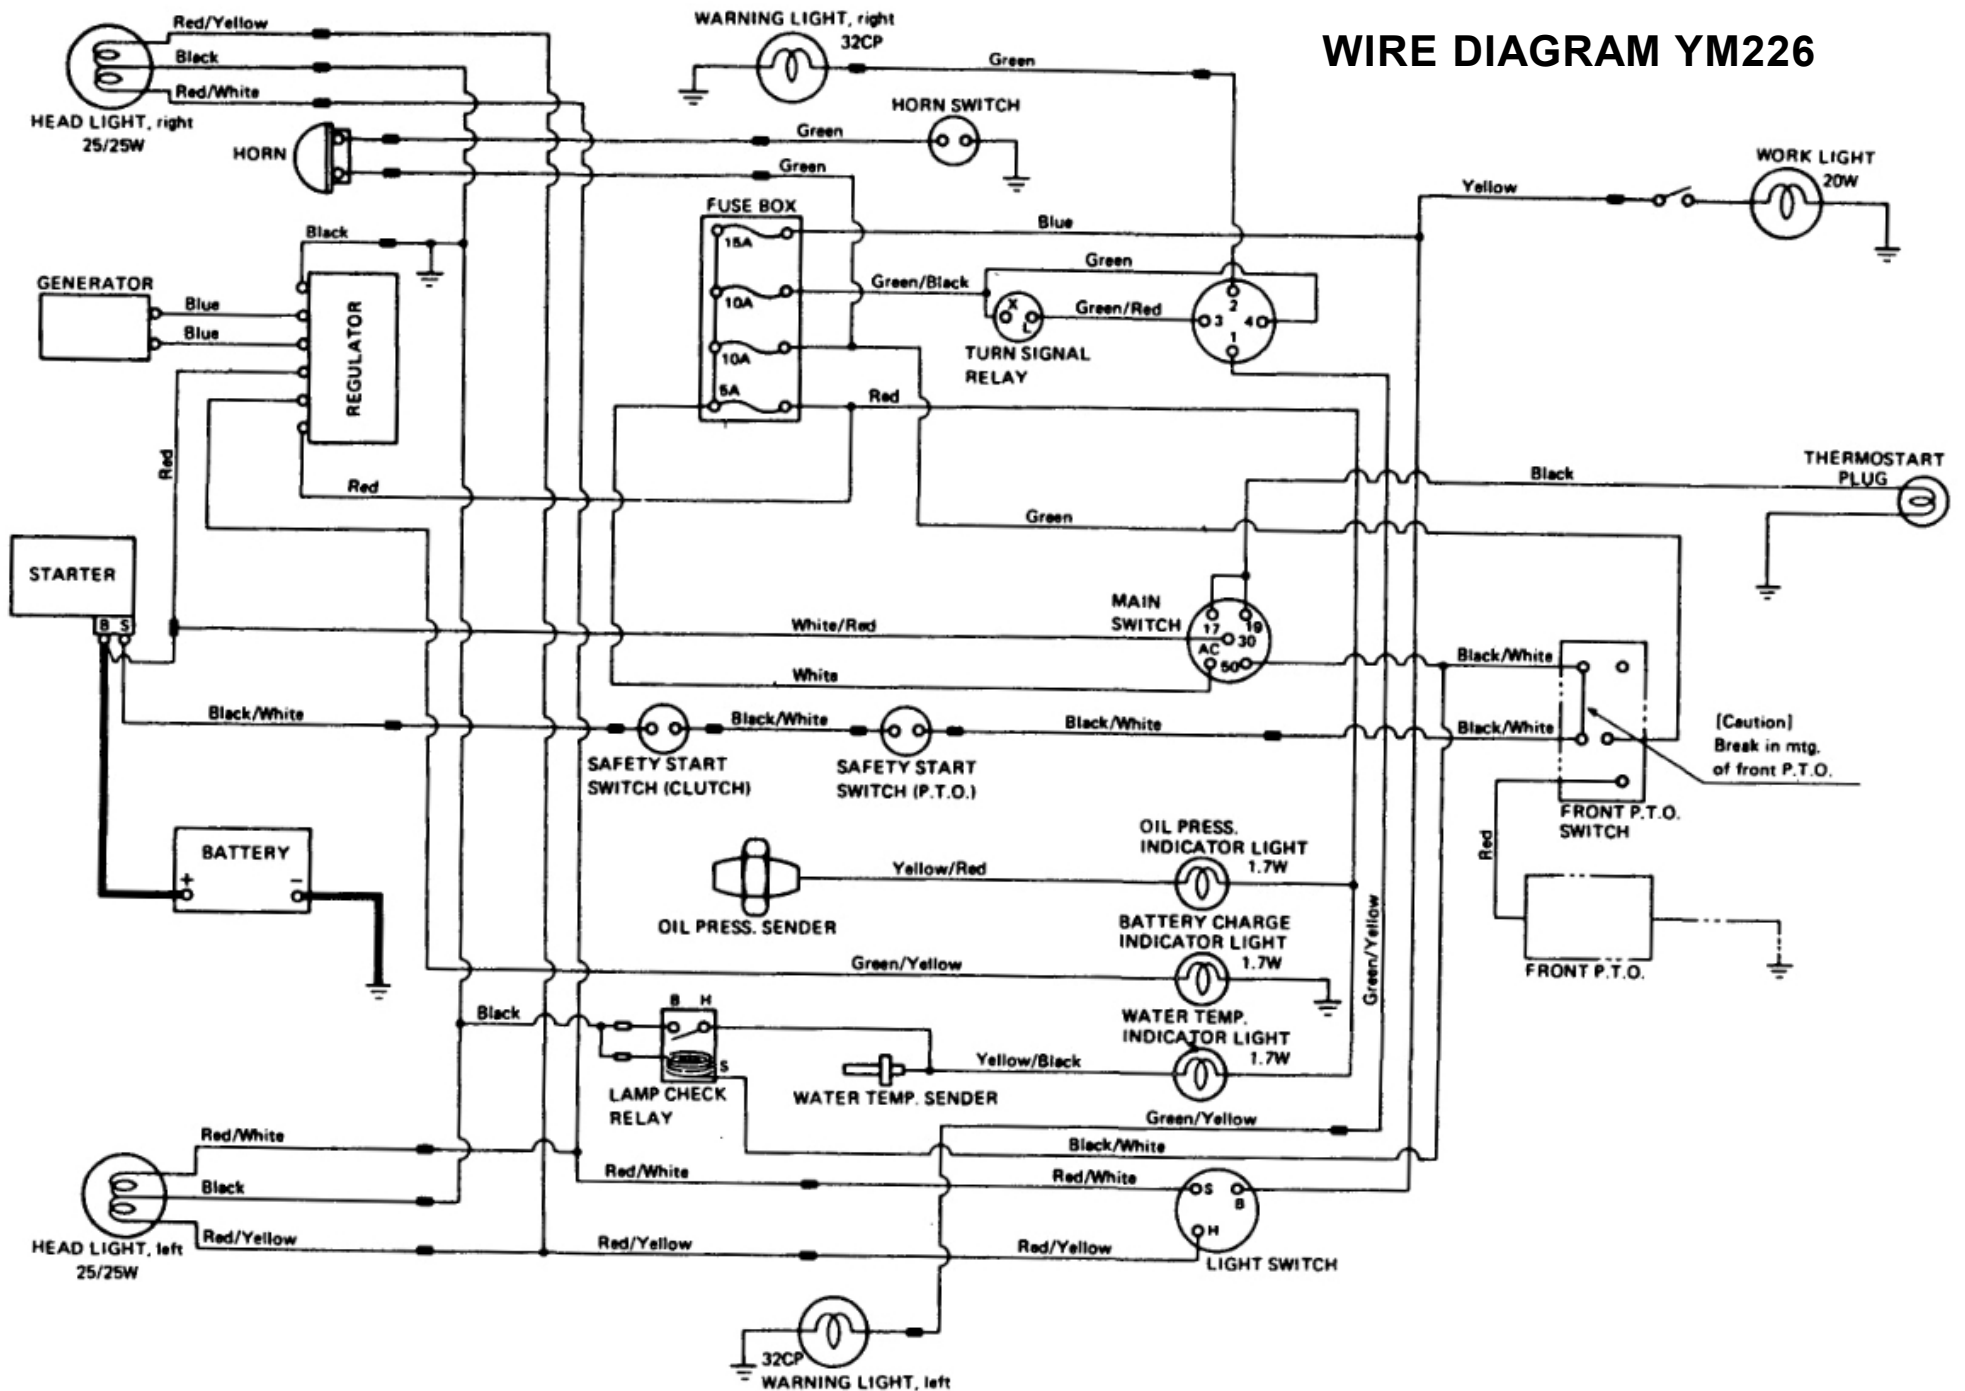 WIRE DIAGRAM YM226
Red/Yellow
Black
Red/White
HEAD LIGHT, right
25/25W
WARNING LIGHT, right
32CP
Green
HORN SWITCH
HORN
Green
Green
WORK LIGHT
20W
Yellow
FUSE BOX
15A
10A
10A
5A
Blue
Green
Green/Black
X
L
Green/Red
TURN SIGNAL
RELAY
2
3
4
1
Black
GENERATOR
Blue
Blue
REGULATOR
Red
Red
Red
THERMOSTART
PLUG
Black
Green
STARTER
B S
MAIN
SWITCH
17
19
30
AC
50
White/Red
White
Black/White
Black/White
Black/White
Black/White
Black/White
SAFETY START
SWITCH (CLUTCH)
SAFETY START
SWITCH (P.T.O.)
[Caution]
Break in mtg.
of front P.T.O.
FRONT P.T.O.
SWITCH
Red
FRONT P.T.O.
BATTERY
+
−
OIL PRESS. SENDER
Yellow/Red
OIL PRESS.
INDICATOR LIGHT
1.7W
BATTERY CHARGE
INDICATOR LIGHT
1.7W
Green/Yellow
Green/Yellow
WATER TEMP.
INDICATOR LIGHT
1.7W
Black
B H
S
LAMP CHECK
RELAY
WATER TEMP. SENDER
Yellow/Black
Green/Yellow
Black/White
Red/White
Black
Red/Yellow
HEAD LIGHT, left
25/25W
Red/White
Red/White
Red/Yellow
Red/Yellow
S
B
H
LIGHT SWITCH
32CP
WARNING LIGHT, left